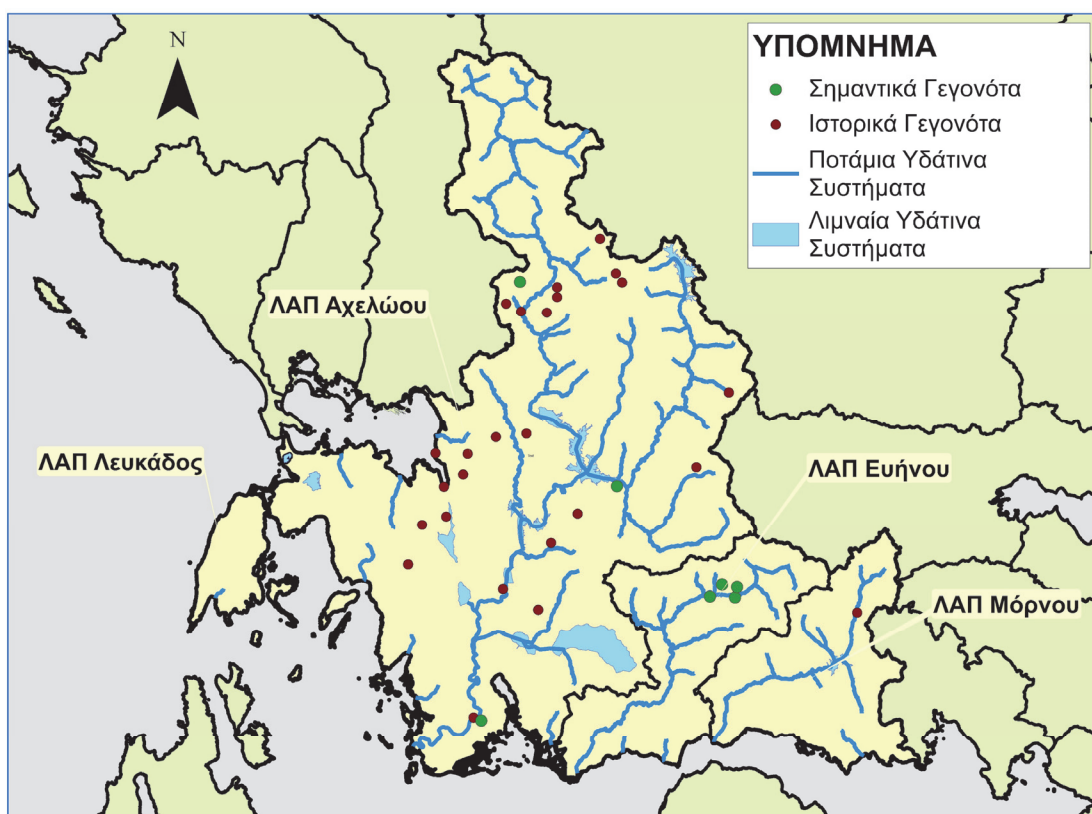 N
ΥΠΟΜΝΗΜΑ
Σημαντικά Γεγονότα
Ιστορικά Γεγονότα
Ποτάμια Υδάτινα
Συστήματα
Λιμναία Υδάτινα
Συστήματα
ΛΑΠ Αχελώου
ΛΑΠ Λευκάδος
ΛΑΠ Ευήνου
ΛΑΠ Μόρνου